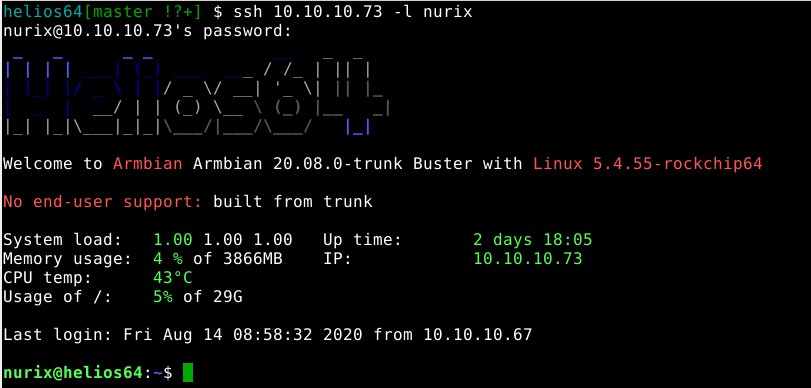 helios64[master !?+] $ ssh 10.10.10.73 -l nurix
nurix@10.10.10.73's password:
Helios64
Welcome to Armbian Armbian 20.08.0-trunk Buster with Linux 5.4.55-rockchip64
No end-user support: built from trunk
System load:   1.00 1.00 1.00   Up time:       2 days 18:05
Memory usage:  4 % of 3866MB    IP:            10.10.10.73
CPU temp:      43°C
Usage of /:    5% of 29G
Last login: Fri Aug 14 08:58:32 2020 from 10.10.10.67
nurix@helios64:~$